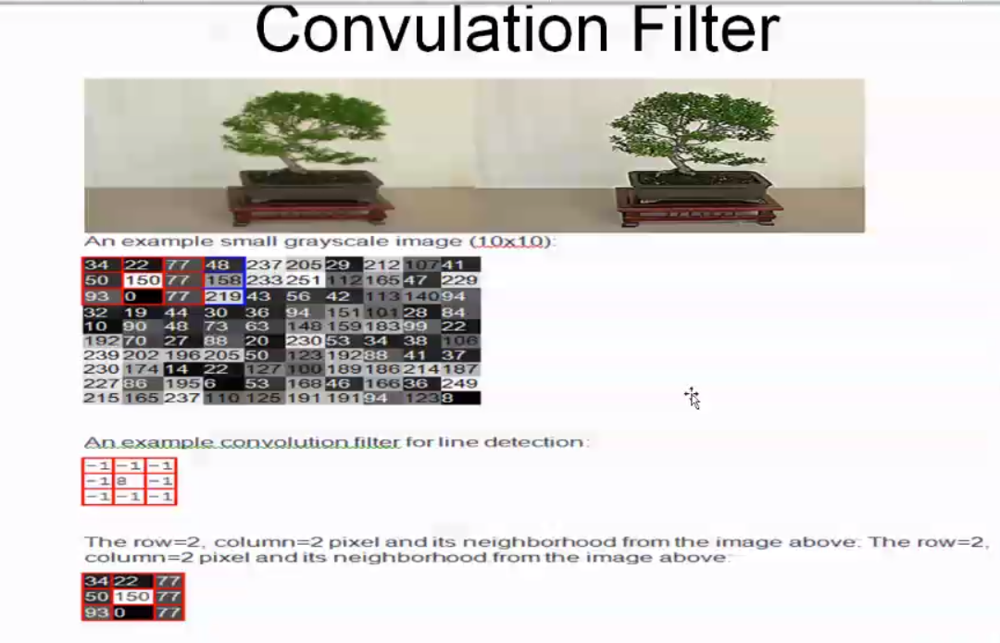 Convulation Filter
An example small grayscale image (10x10):
34 22 77 48 237 205 29 212 107 41
50 150 77 158 233 251 112 165 47 229
93 0 77 219 43 56 42 113 140 94
32 19 44 30 36 94 151 101 28 84
10 90 48 73 63 148 159 183 99 22
192 70 27 88 20 230 53 34 38 106
239 202 196 205 50 123 192 88 41 37
230 174 14 22 127 100 189 186 214 187
227 86 195 6 53 168 46 166 36 249
215 165 237 110 125 191 191 94 123 8
An example convolution filter for line detection:
-1 -1 -1
-1 8 -1
-1 -1 -1
The row=2, column=2 pixel and its neighborhood from the image above: The row=2,
column=2 pixel and its neighborhood from the image above:
34 22 77
50 150 77
93 0 77